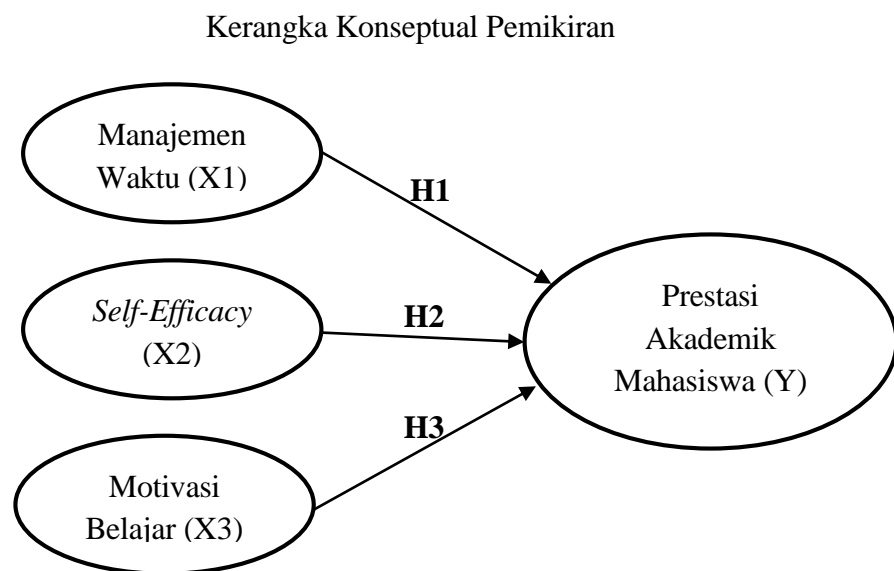 Kerangka Konseptual Pemikiran
Manajemen
Waktu (X1)
H1
Self-Efficacy
(X2)
H2
Prestasi
Akademik
Mahasiswa (Y)
H3
Motivasi
Belajar (X3)